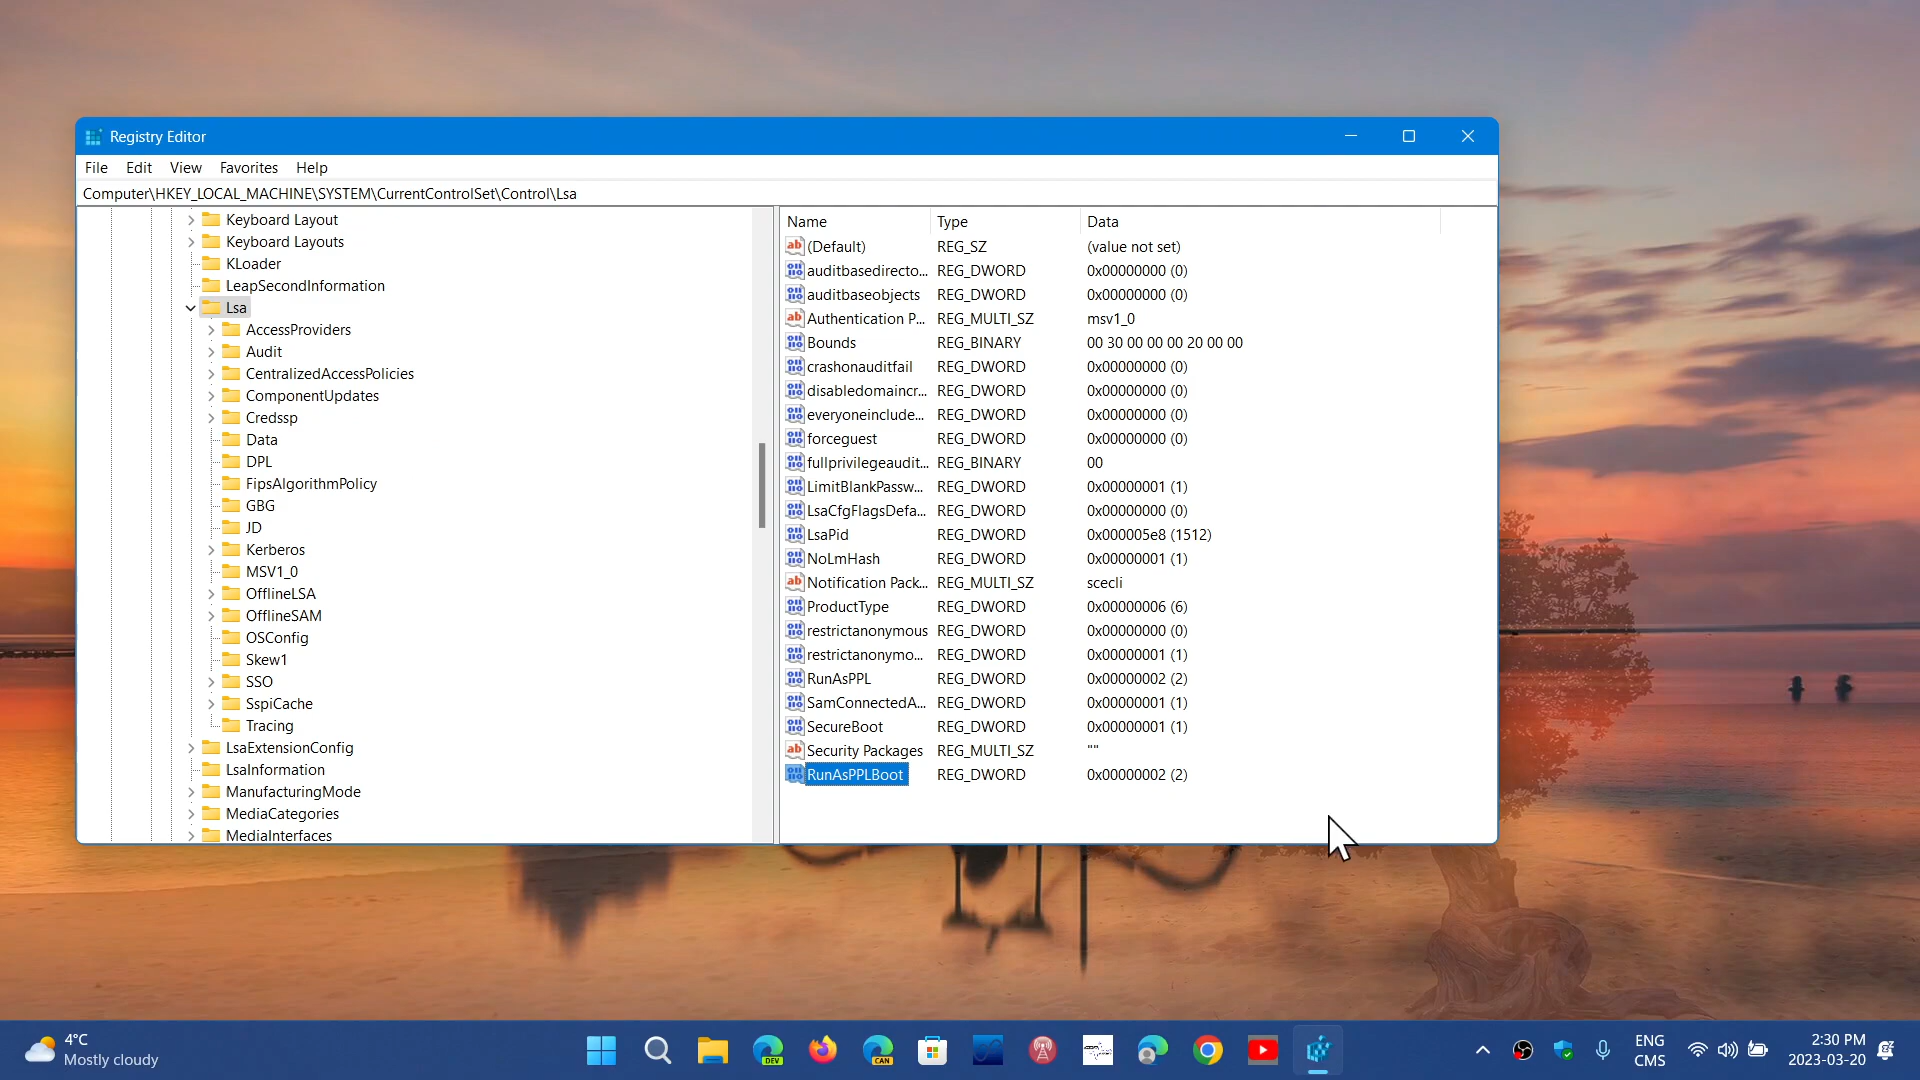 Registry Editor
File Edit View Favorites Help
Computer\HKEY_LOCAL_MACHINE\SYSTEM\CurrentControlSet\Control\Lsa
Keyboard Layout
Keyboard Layouts
KLoader
LeapSecondInformation
Lsa
AccessProviders
Audit
CentralizedAccessPolicies
ComponentUpdates
Credssp
Data
DPL
FipsAlgorithmPolicy
GBG
JD
Kerberos
MSV1_0
OfflineLSA
OfflineSAM
OSConfig
Skew1
SSO
SspiCache
Tracing
LsaExtensionConfig
LsaInformation
ManufacturingMode
MediaCategories
MediaInterfaces
Name Type Data
(Default) REG_SZ (value not set)
auditbasedirecto... REG_DWORD 0x00000000 (0)
auditbaseobjects REG_DWORD 0x00000000 (0)
Authentication P... REG_MULTI_SZ msv1_0
Bounds REG_BINARY 00 30 00 00 00 20 00 00
crashonauditfail REG_DWORD 0x00000000 (0)
disabledomaincr... REG_DWORD 0x00000000 (0)
everyoneinclude... REG_DWORD 0x00000000 (0)
forceguest REG_DWORD 0x00000000 (0)
fullprivilegeaudit... REG_BINARY 00
LimitBlankPassw... REG_DWORD 0x00000001 (1)
LsaCfgFlagsDefa... REG_DWORD 0x00000000 (0)
LsaPid REG_DWORD 0x000005e8 (1512)
NoLmHash REG_DWORD 0x00000001 (1)
Notification Pack... REG_MULTI_SZ scecli
ProductType REG_DWORD 0x00000006 (6)
restrictanonymous REG_DWORD 0x00000000 (0)
restrictanonymo... REG_DWORD 0x00000001 (1)
RunAsPPL REG_DWORD 0x00000002 (2)
SamConnectedA... REG_DWORD 0x00000001 (1)
SecureBoot REG_DWORD 0x00000001 (1)
Security Packages REG_MULTI_SZ ""
RunAsPPLBoot REG_DWORD 0x00000002 (2)
4°C
Mostly cloudy
DEV
CAN
ENG
CMS
2:30 PM
2023-03-20